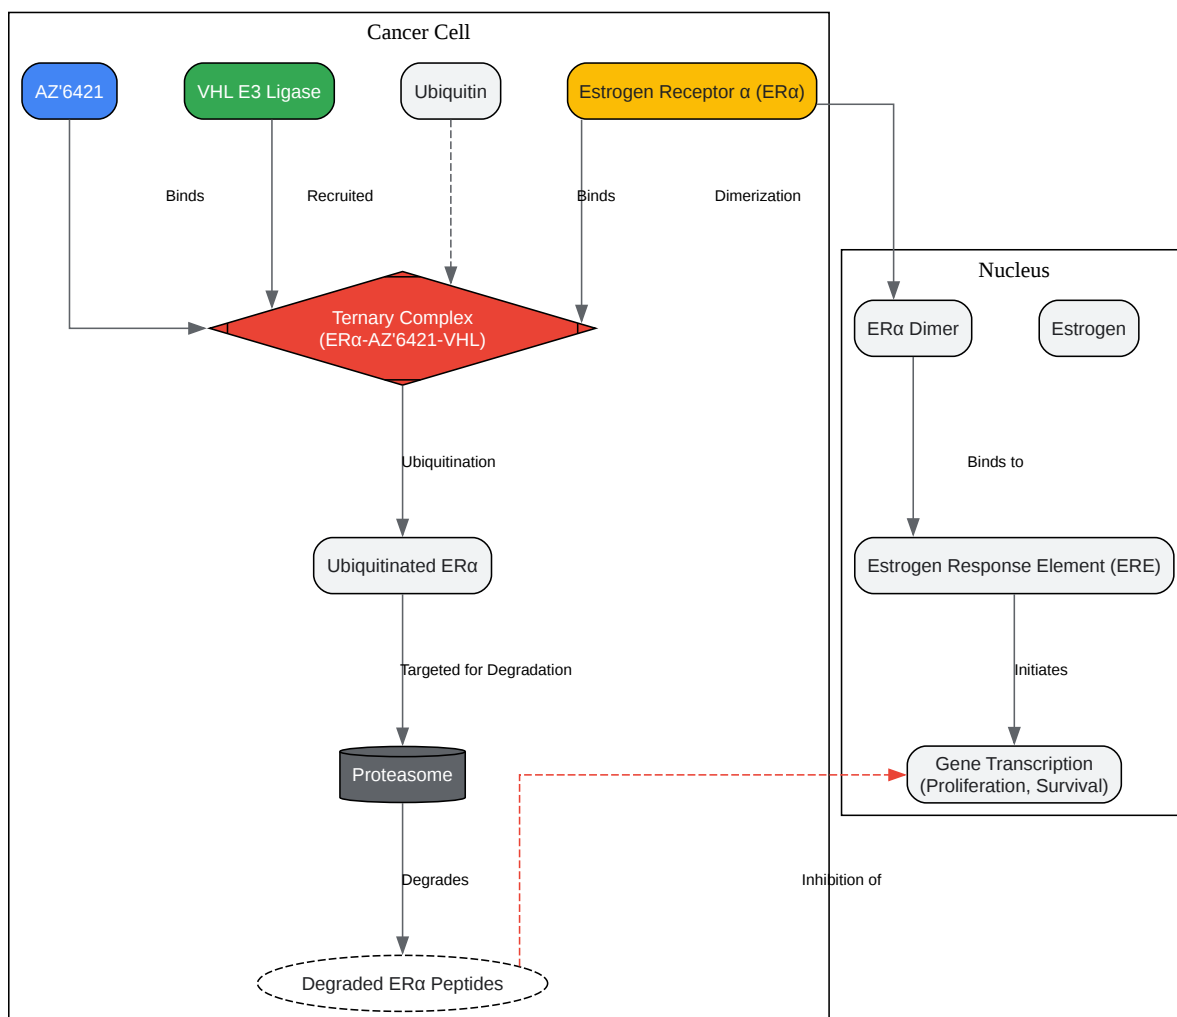 Cancer Cell
AZ'6421
VHL E3 Ligase
Ubiquitin
Estrogen Receptor α (ERα)
Binds
Recruited
Binds
Dimerization
Nucleus
Ternary Complex
(ERα-AZ'6421-VHL)
ERα Dimer
Estrogen
Ubiquitination
Binds to
Ubiquitinated ERα
Estrogen Response Element (ERE)
Targeted for Degradation
Initiates
Proteasome
Gene Transcription
(Proliferation, Survival)
Degrades
Inhibition of
Degraded ERα Peptides